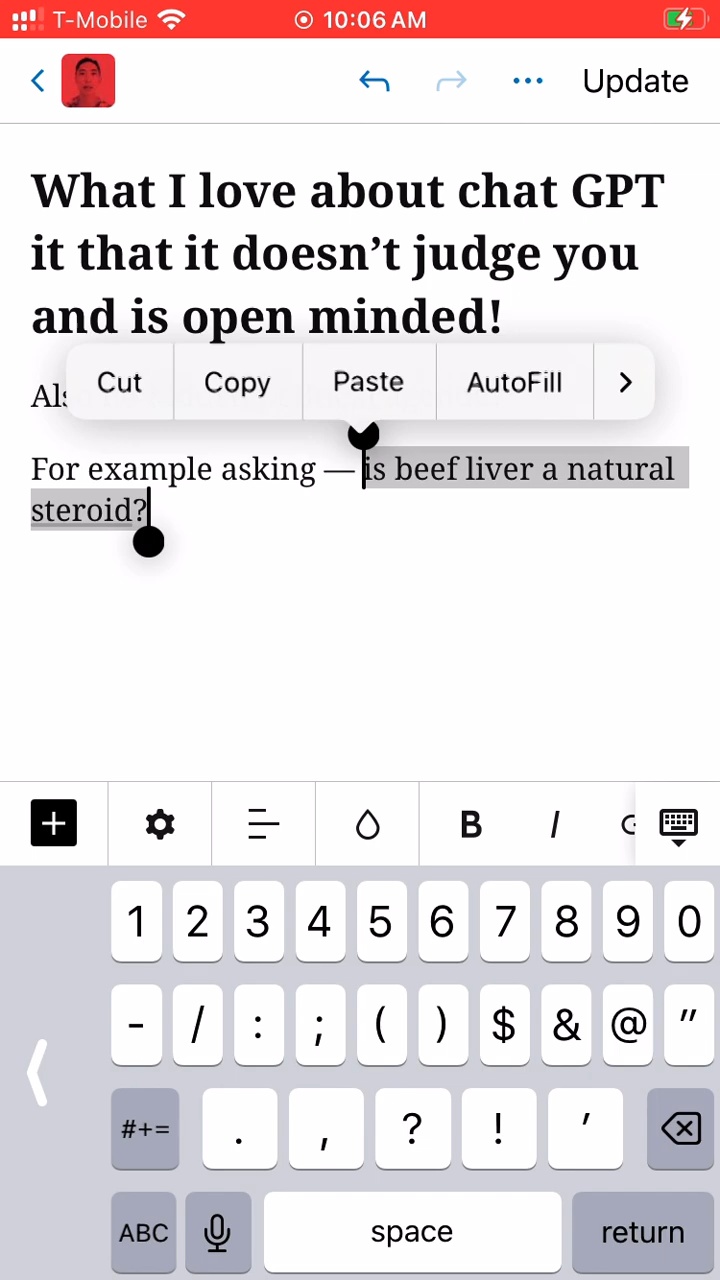 T-Mobile 10:06 AM
Update
What I love about chat GPT
it that it doesn’t judge you
and is open minded!
Cut Copy Paste AutoFill
Als
For example asking — is beef liver a natural
steroid?
B I
1 2 3 4 5 6 7 8 9 0
- / : ; ( ) $ & @ "
#+= . , ? ! ’
ABC space return